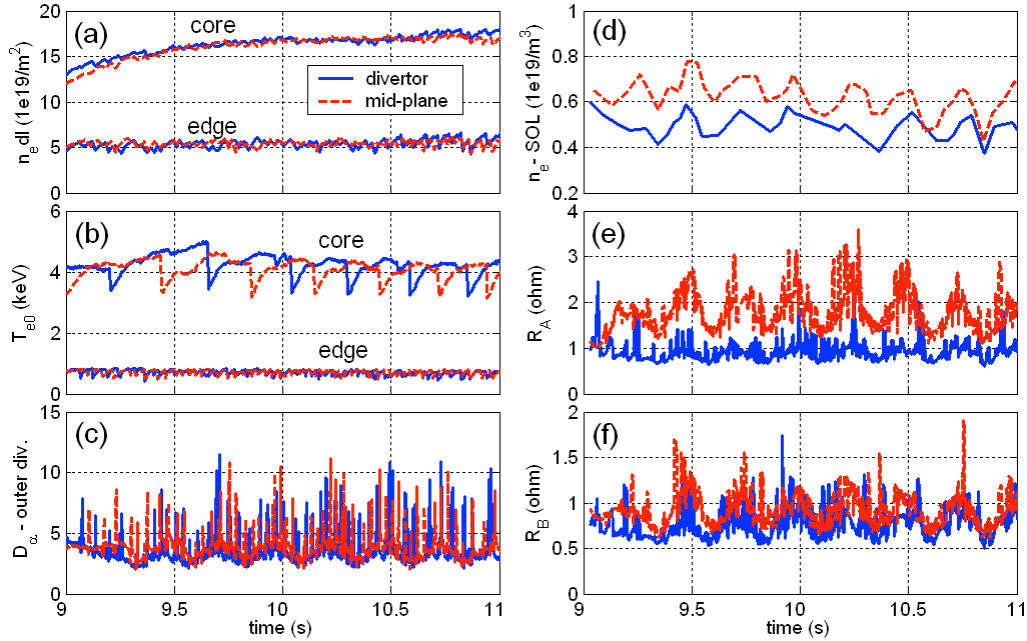 (a)
core
divertor
mid-plane
edge
n_e dl (1e19/m²)
20
15
10
5
0
(b)
core
edge
T_e0 (keV)
6
4
2
0
(c)
D_α - outer div.
15
10
5
0
9 9.5 10 10.5 11
time (s)
(d)
n_e- SOL (1e19/m³)
1
0.8
0.6
0.4
0.2
(e)
R_A (ohm)
4
3
2
1
0
(f)
R_B (ohm)
2
1.5
1
0.5
0
9 9.5 10 10.5 11
time (s)